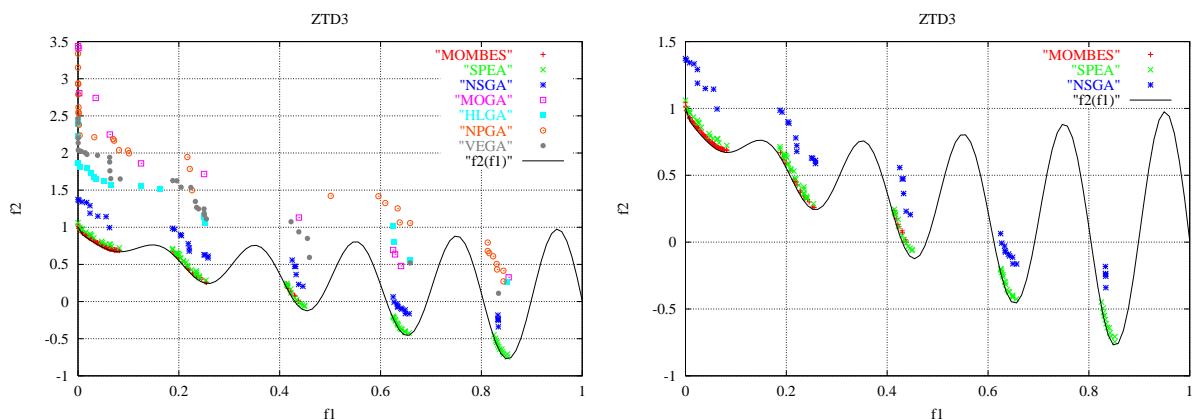 ZTD3
f2
3.5
3
2.5
2
1.5
1
0.5
0
-0.5
-1
"MOMBES"
"SPEA"
"NSGA"
"MOGA"
"HLGA"
"NPGA"
"VEGA"
"f2(f1)"
0 0.2 0.4 0.6 0.8 1
f1
ZTD3
f2
1.5
1
0.5
0
-0.5
-1
"MOMBES"
"SPEA"
"NSGA"
"f2(f1)"
0 0.2 0.4 0.6 0.8 1
f1